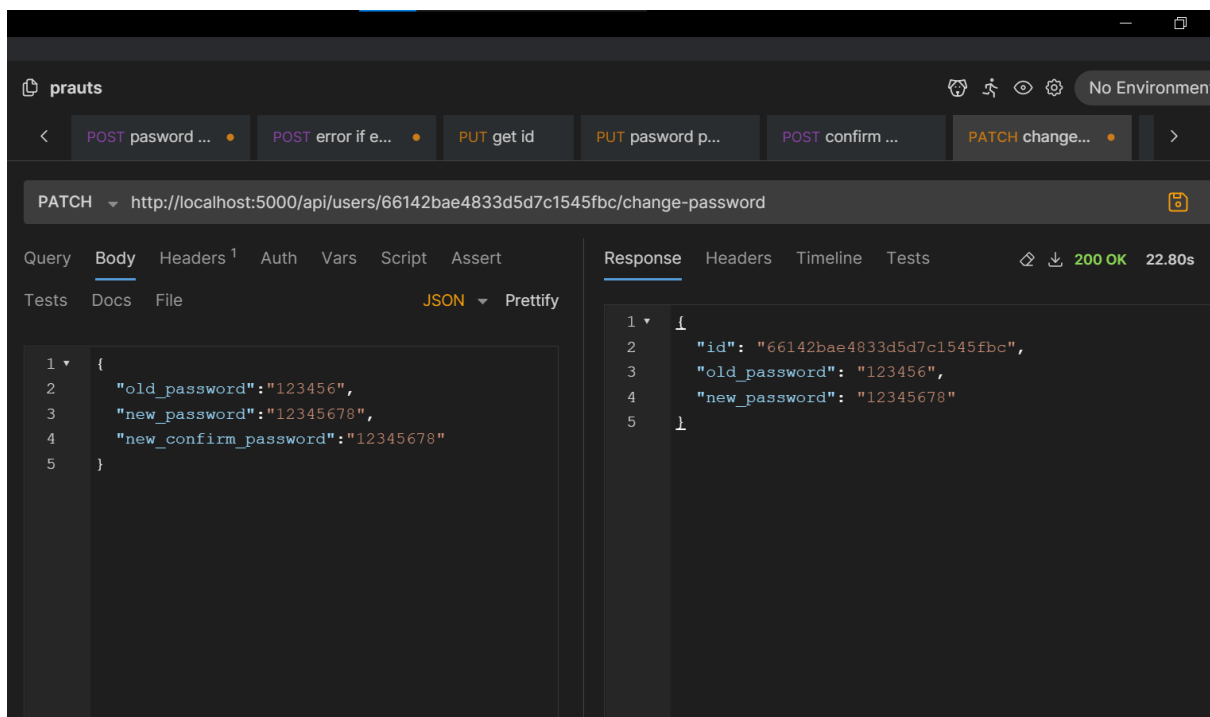 prauts
No Environmen
POST pasword ...
POST error if e...
PUT get id
PUT pasword p...
POST confirm ...
PATCH change...
PATCH http://localhost:5000/api/users/66142bae4833d5d7c1545fbc/change-password
Query Body Headers 1 Auth Vars Script Assert
Tests Docs File JSON Prettify
1 {
2 "old_password":"123456",
3 "new_password":"12345678",
4 "new_confirm_password":"12345678"
5 }
Response Headers Timeline Tests 200 OK 22.80s
1 {
2 "id": "66142bae4833d5d7c1545fbc",
3 "old_password": "123456",
4 "new_password": "12345678"
5 }